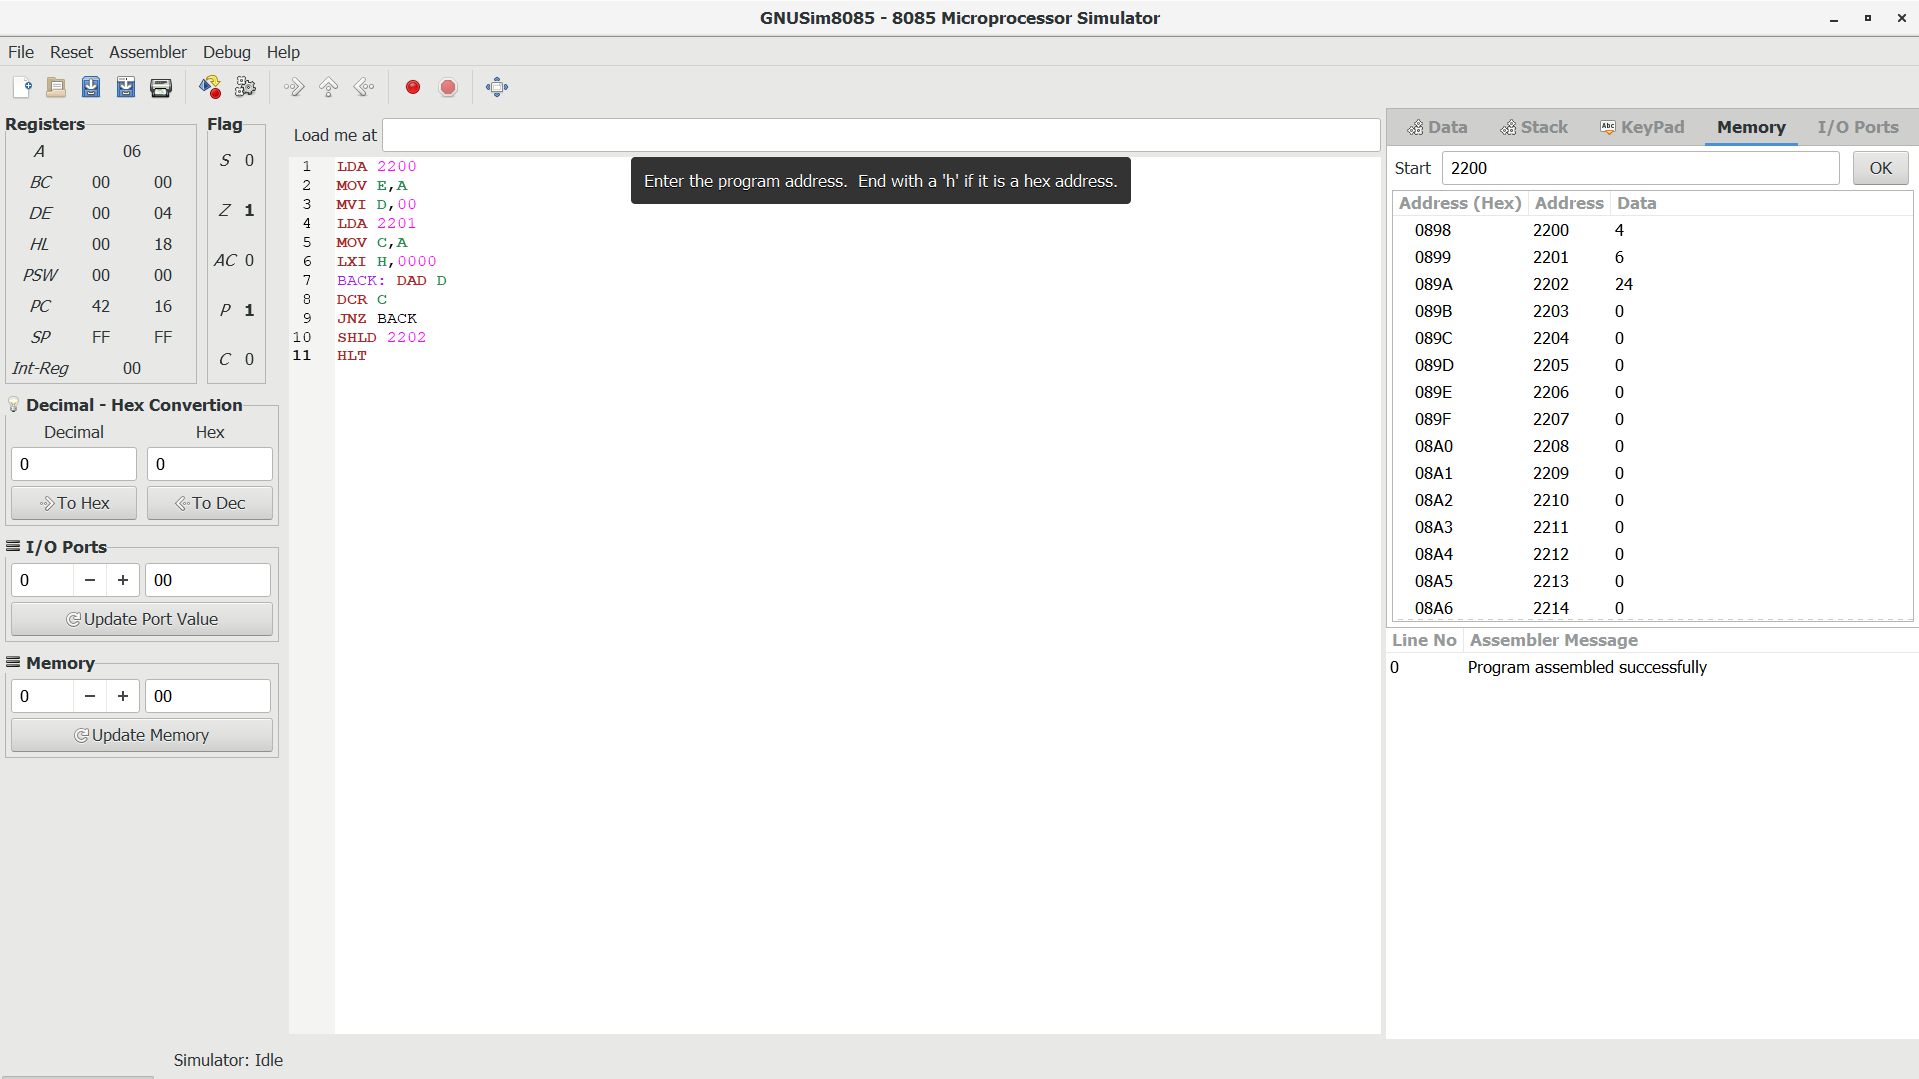 GNUSim8085 - 8085 Microprocessor Simulator
File Reset Assembler Debug Help
Registers
A 06
BC 00 00
DE 00 04
HL 00 18
PSW 00 00
PC 42 16
SP FF FF
Int-Reg 00
Flag
S 0
Z 1
AC 0
P 1
C 0
Decimal - Hex Convertion
Decimal Hex
0 0
To Hex To Dec
I/O Ports
0 − + 00
Update Port Value
Memory
0 − + 00
Update Memory
Load me at
Enter the program address.  End with a 'h' if it is a hex address.
1 LDA 2200
2 MOV E,A
3 MVI D,00
4 LDA 2201
5 MOV C,A
6 LXI H,0000
7 BACK: DAD D
8 DCR C
9 JNZ BACK
10 SHLD 2202
11 HLT
Data Stack Abc KeyPad Memory I/O Ports
Start 2200 OK
Address (Hex) Address Data
0898 2200 4
0899 2201 6
089A 2202 24
089B 2203 0
089C 2204 0
089D 2205 0
089E 2206 0
089F 2207 0
08A0 2208 0
08A1 2209 0
08A2 2210 0
08A3 2211 0
08A4 2212 0
08A5 2213 0
08A6 2214 0
Line No Assembler Message
0 Program assembled successfully
Simulator: Idle